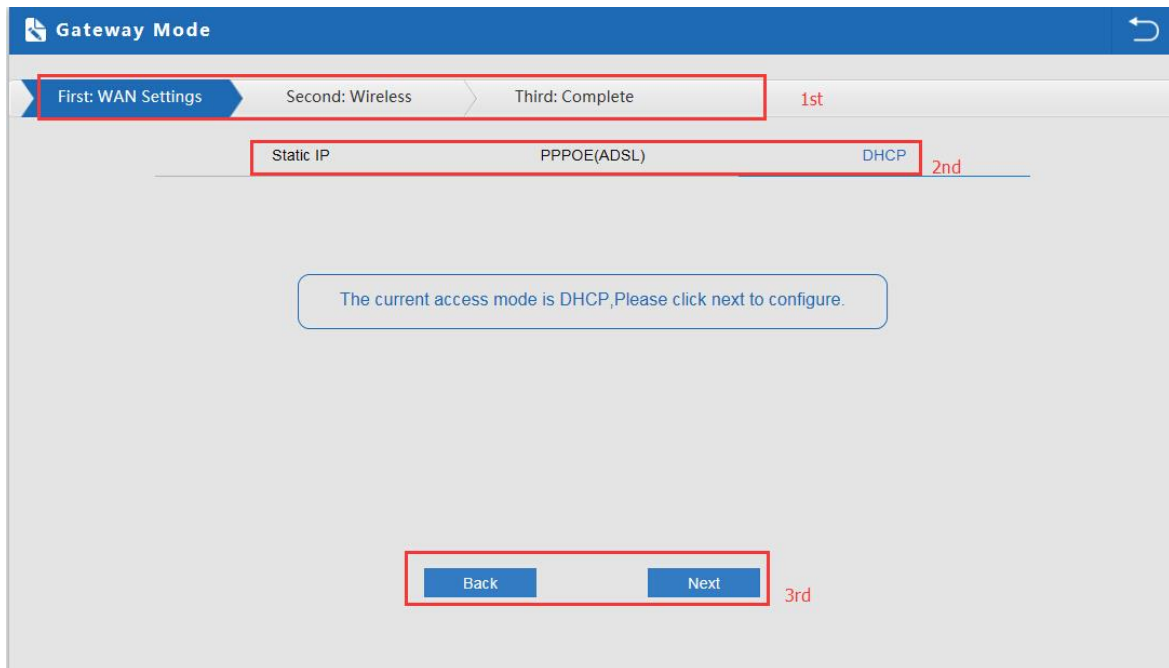 Gateway Mode
First: WAN Settings Second: Wireless Third: Complete 1st
Static IP PPPOE(ADSL) DHCP 2nd
The current access mode is DHCP,Please click next to configure.
Back Next 3rd